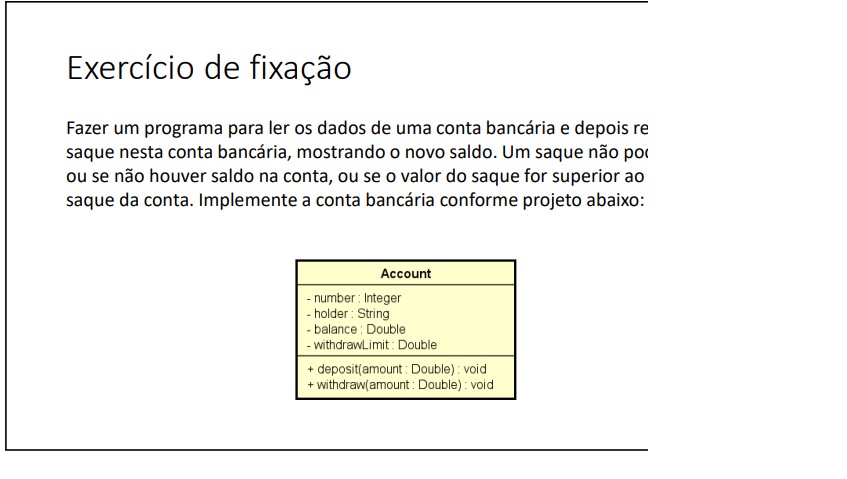 Exercício de fixação
Fazer um programa para ler os dados de uma conta bancária e depois re
saque nesta conta bancária, mostrando o novo saldo. Um saque não po
ou se não houver saldo na conta, ou se o valor do saque for superior ao
saque da conta. Implemente a conta bancária conforme projeto abaixo:
Account
- number : Integer
- holder : String
- balance : Double
- withdrawLimit : Double
+ deposit(amount : Double) : void
+ withdraw(amount : Double) : void